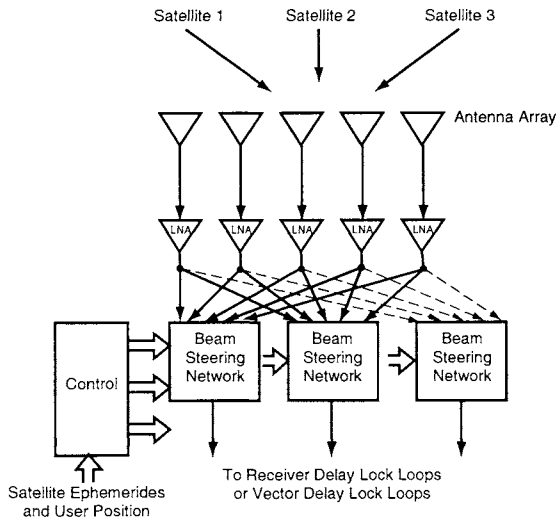 Satellite 1
Satellite 2
Satellite 3
Antenna Array
LNA
LNA
LNA
LNA
LNA
Control
Beam
Steering
Network
Beam
Steering
Network
Beam
Steering
Network
Satellite Ephemerides
and User Position
To Receiver Delay Lock Loops
or Vector Delay Lock Loops